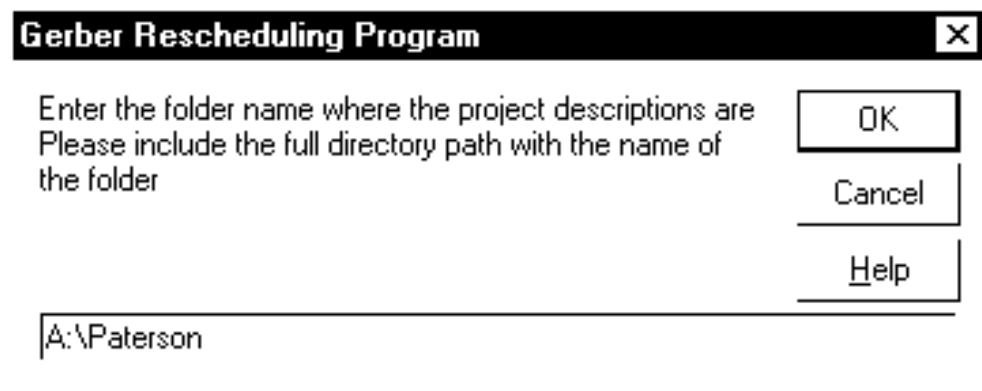 Gerber Rescheduling Program
Enter the folder name where the project descriptions are
Please include the full directory path with the name of
the folder
OK
Cancel
Help
A:\Paterson